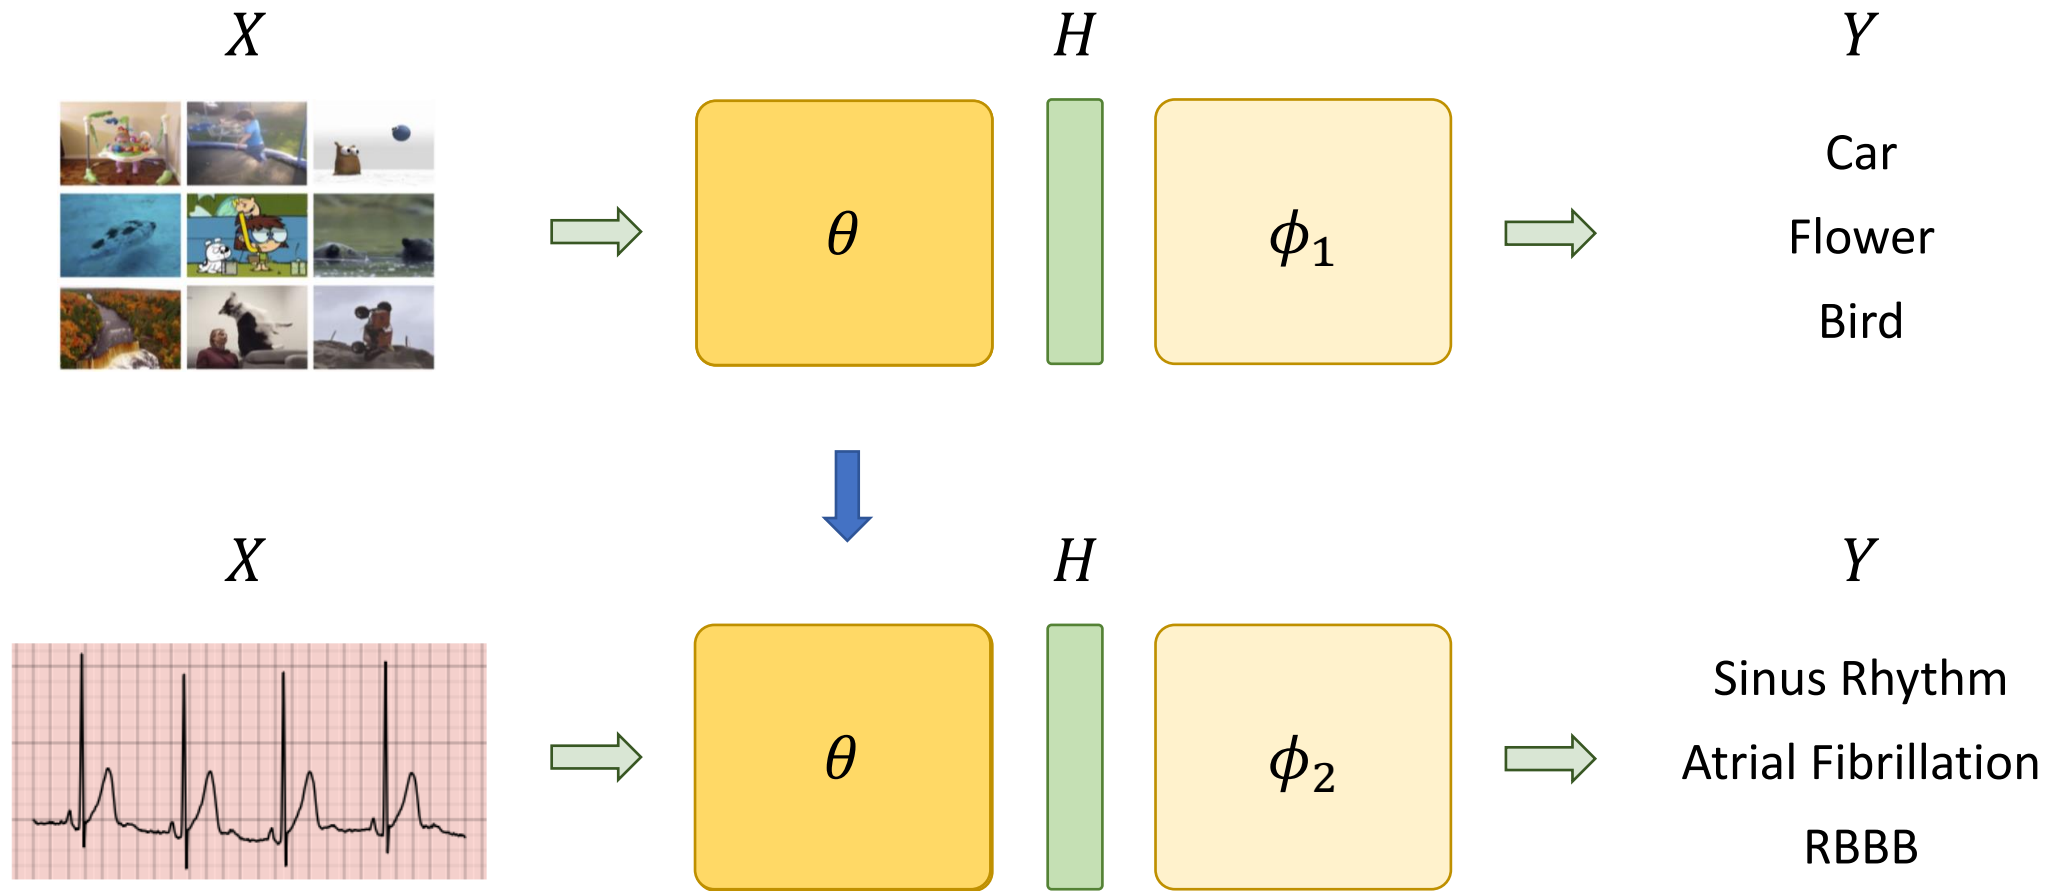 X H Y
Car
θ ϕ₁ Flower
Bird
X H Y
Sinus Rhythm
θ ϕ₂ Atrial Fibrillation
RBBB